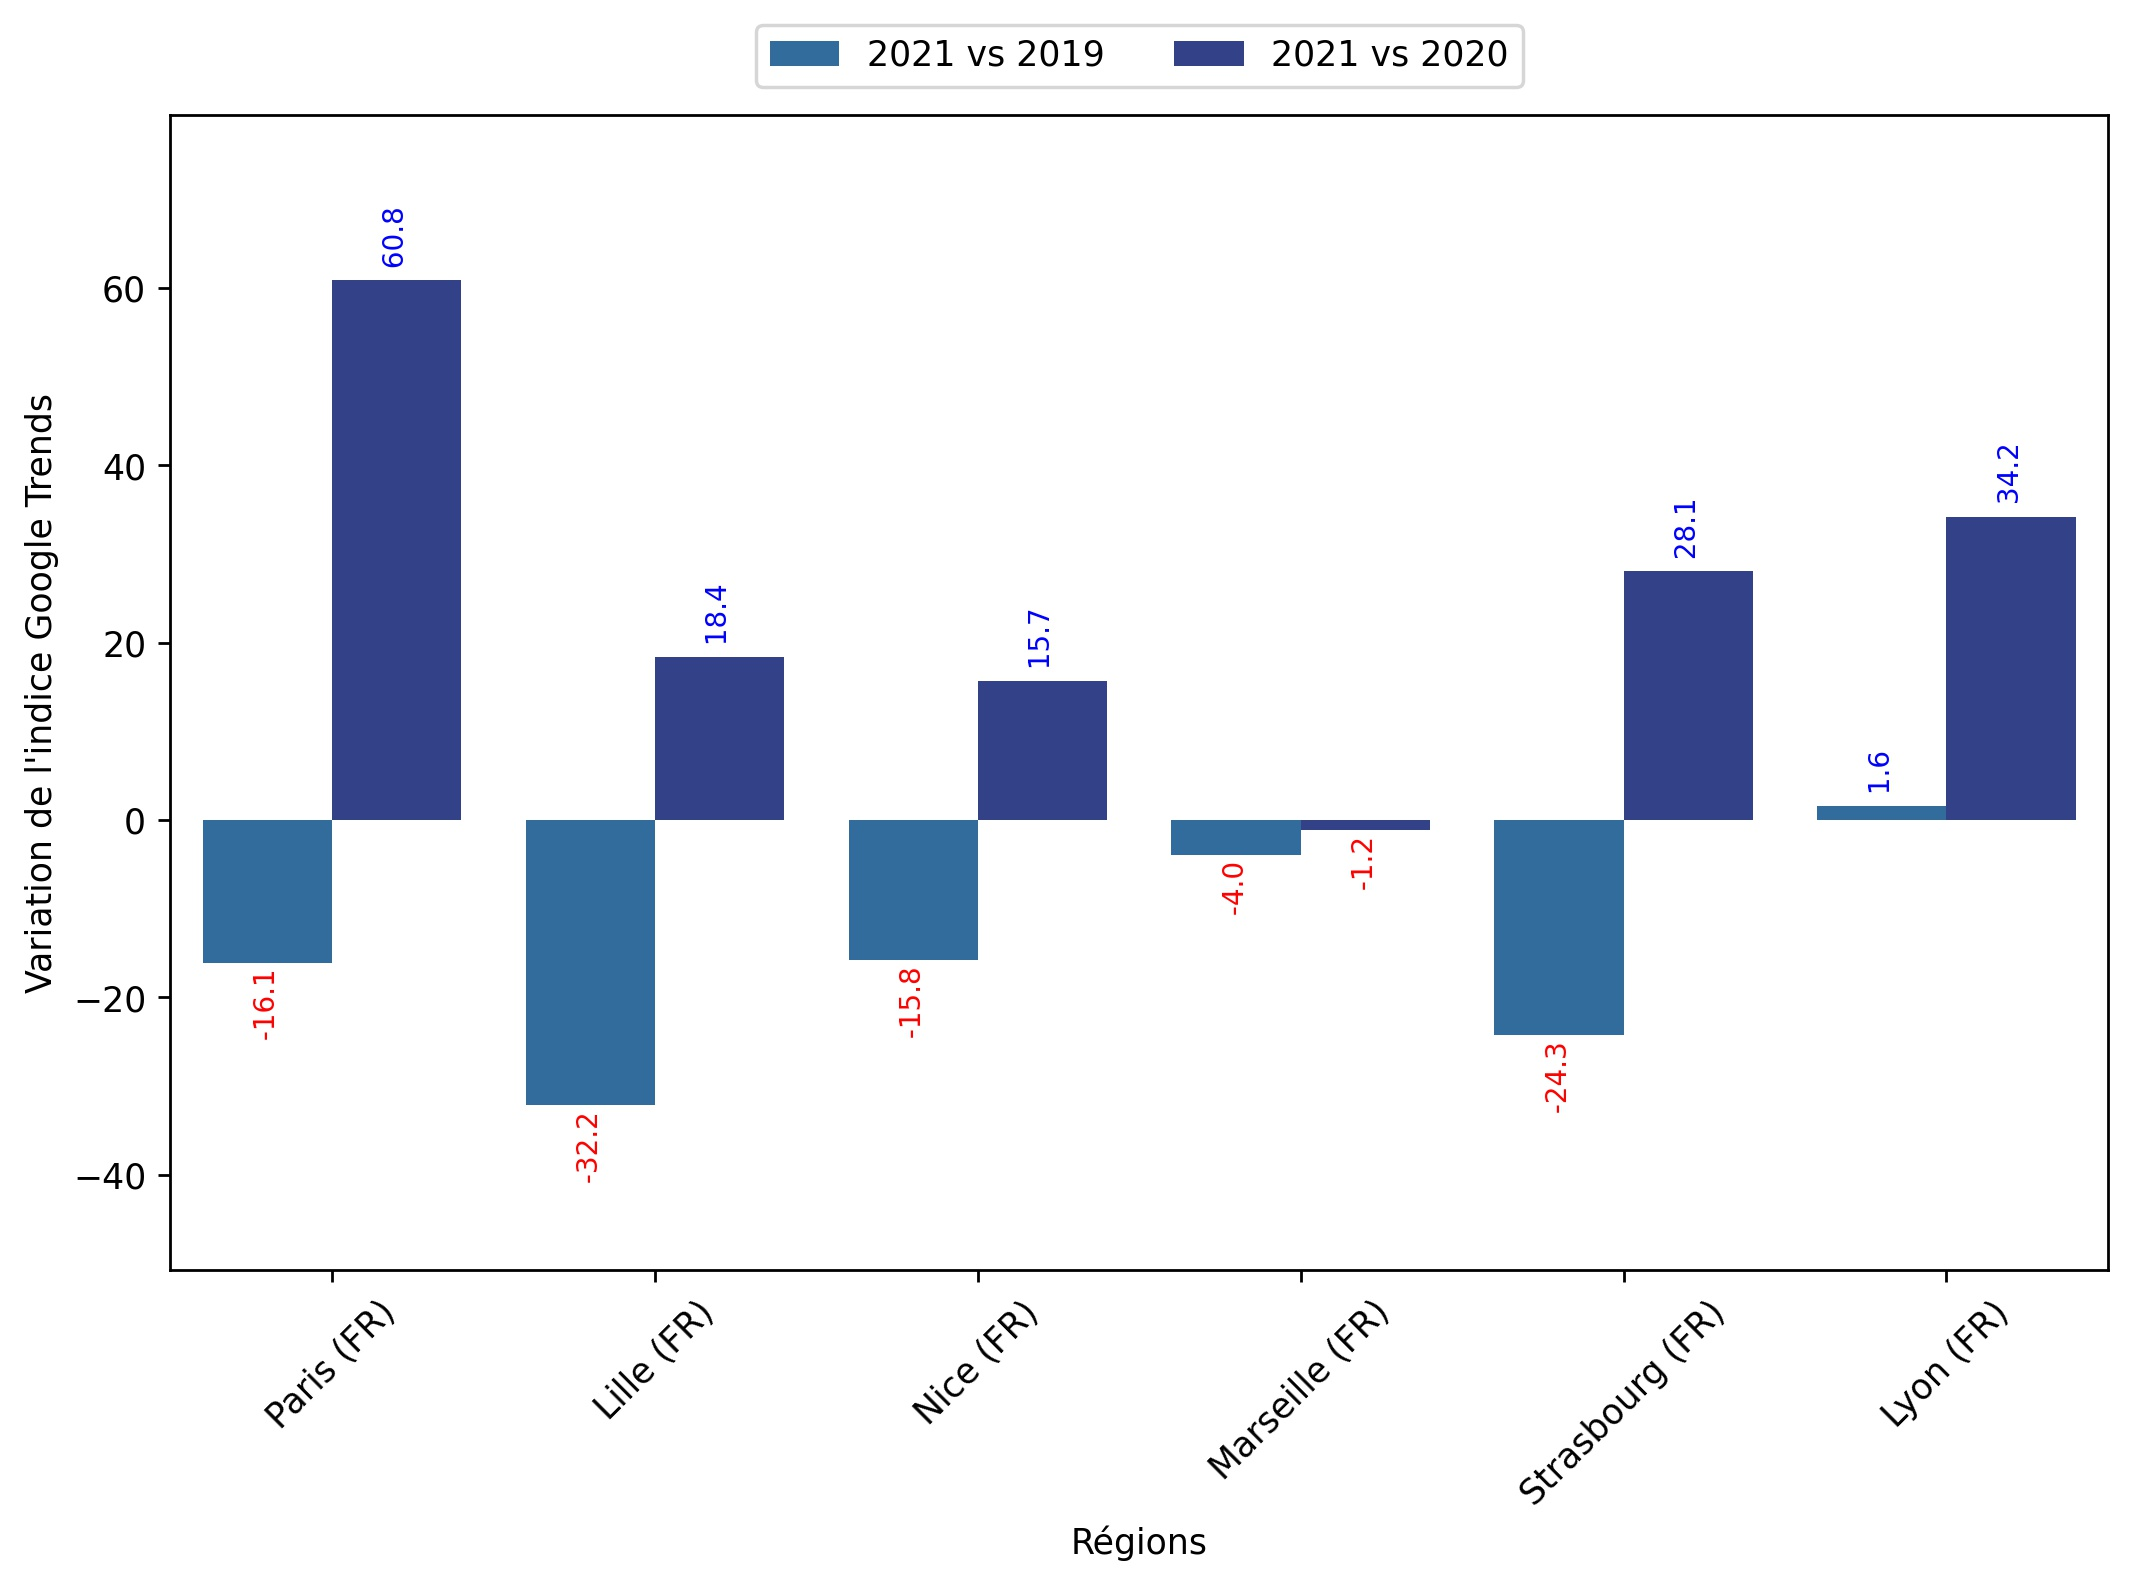 2021 vs 2019 2021 vs 2020
Variation de l'indice Google Trends
60
40
20
0
−20
−40
-16.1
60.8
-32.2
18.4
-15.8
15.7
-4.0
-1.2
-24.3
28.1
1.6
34.2
Paris (FR)
Lille (FR)
Nice (FR)
Marseille (FR)
Strasbourg (FR)
Lyon (FR)
Régions